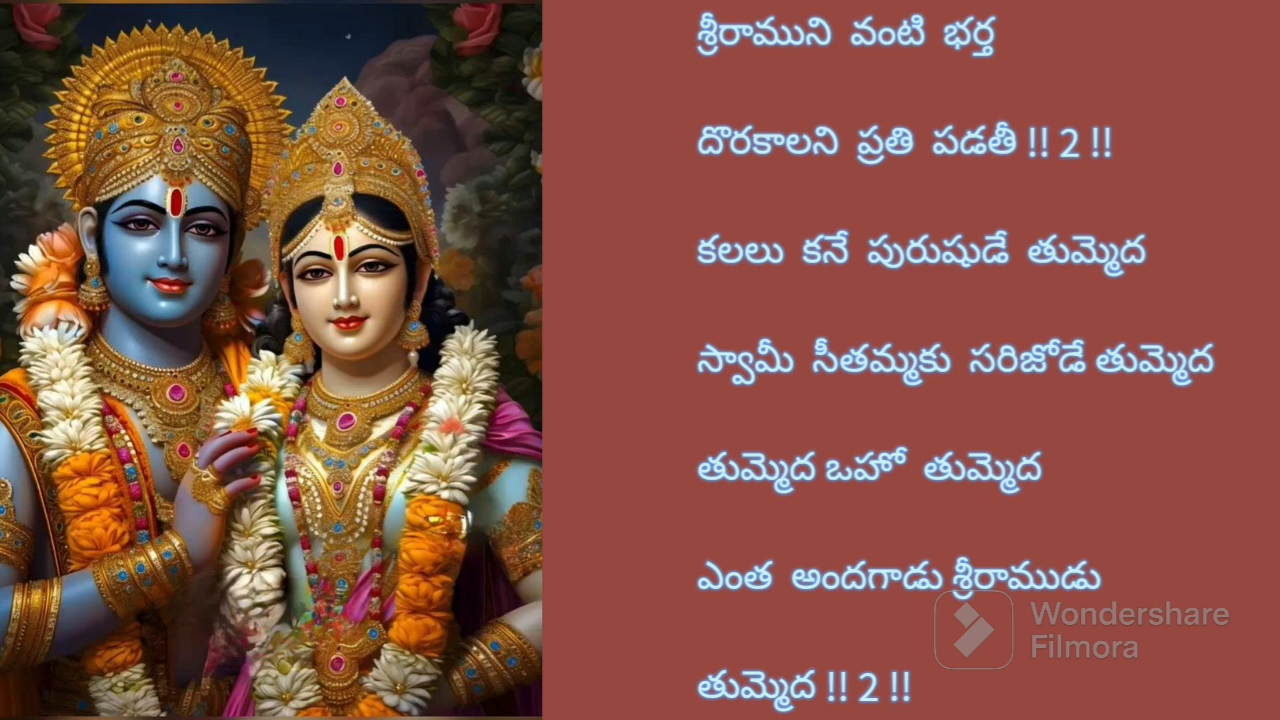 శ్రీరాముని వంటి భర్త
దొరకాలని ప్రతి పడతీ !! 2 !!
కలలు కనే పురుషుడే తుమ్మెద
స్వామీ సీతమ్మకు సరిజోడే తుమ్మెద
తుమ్మెద ఒహో తుమ్మెద
ఎంత అందగాడు శ్రీరాముడు
Wondershare
Filmora
తుమ్మెద !! 2 !!